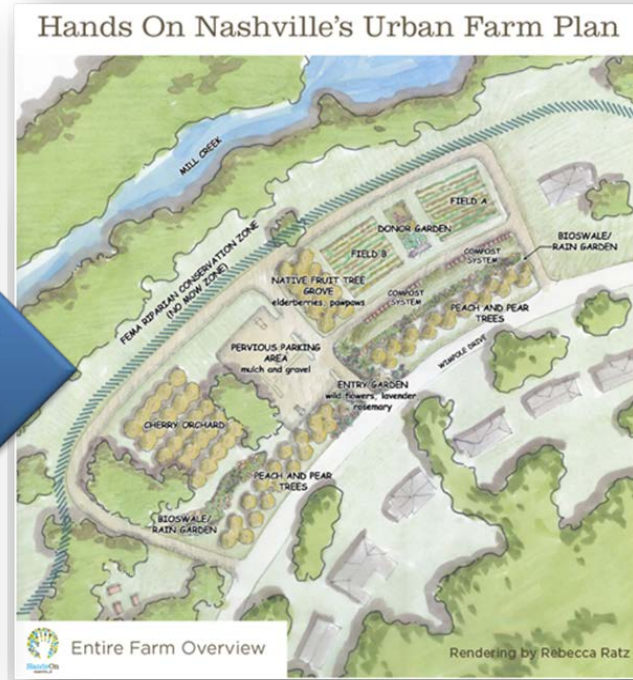 Hands On Nashville's Urban Farm Plan
MILL CREEK
FEMA RIPARIAN CONSERVATION ZONE
(NO MOW ZONE)
FIELD A
DONOR GARDEN
FIELD B
BIOSWALE/
RAIN GARDEN
COMPOST
SYSTEM
NATIVE FRUIT TREE
GROVE
elderberries, pawpaws
COMPOST
SYSTEM
PEACH AND PEAR
TREES
PERVIOUS PARKING
AREA
mulch and gravel
WIMPOLE DRIVE
ENTRY GARDEN
wild flowers, lavender
rosemary
CHERRY ORCHARD
PEACH AND PEAR
TREES
BIOSWALE/
RAIN GARDEN
HandsOn
Entire Farm Overview
Rendering by Rebecca Ratz